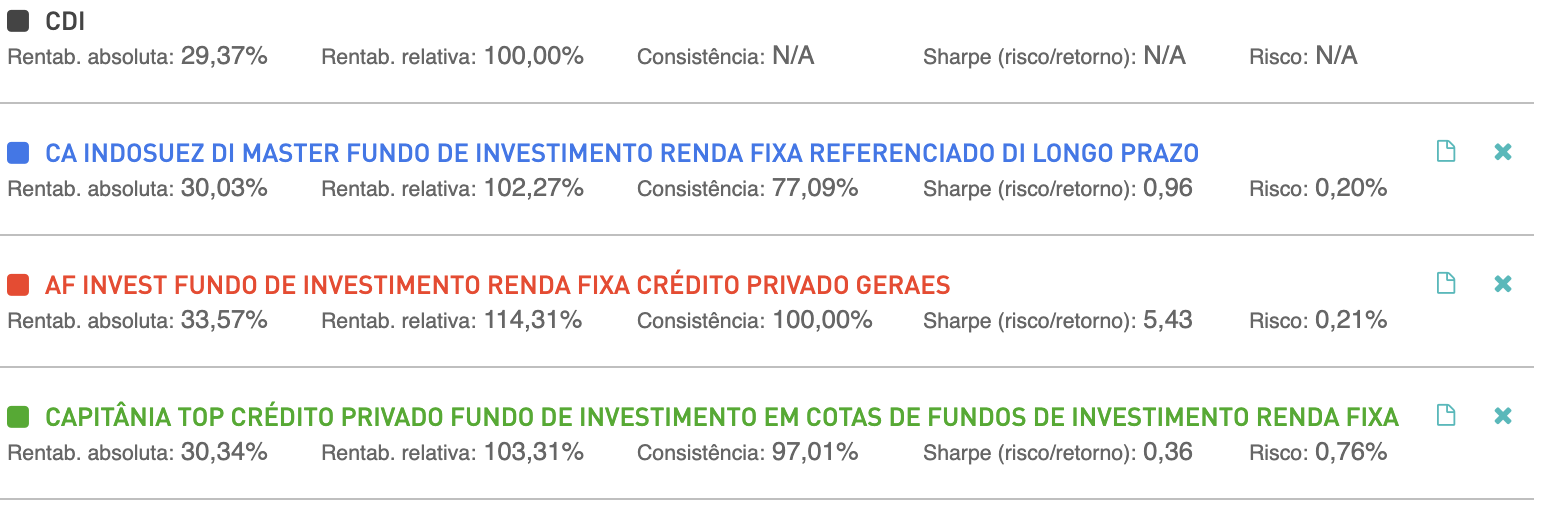 CDI
Rentab. absoluta: 29,37% Rentab. relativa: 100,00% Consistência: N/A Sharpe (risco/retorno): N/A Risco: N/A
CA INDOSUEZ DI MASTER FUNDO DE INVESTIMENTO RENDA FIXA REFERENCIADO DI LONGO PRAZO
Rentab. absoluta: 30,03% Rentab. relativa: 102,27% Consistência: 77,09% Sharpe (risco/retorno): 0,96 Risco: 0,20%
AF INVEST FUNDO DE INVESTIMENTO RENDA FIXA CRÉDITO PRIVADO GERAES
Rentab. absoluta: 33,57% Rentab. relativa: 114,31% Consistência: 100,00% Sharpe (risco/retorno): 5,43 Risco: 0,21%
CAPITÂNIA TOP CRÉDITO PRIVADO FUNDO DE INVESTIMENTO EM COTAS DE FUNDOS DE INVESTIMENTO RENDA FIXA
Rentab. absoluta: 30,34% Rentab. relativa: 103,31% Consistência: 97,01% Sharpe (risco/retorno): 0,36 Risco: 0,76%